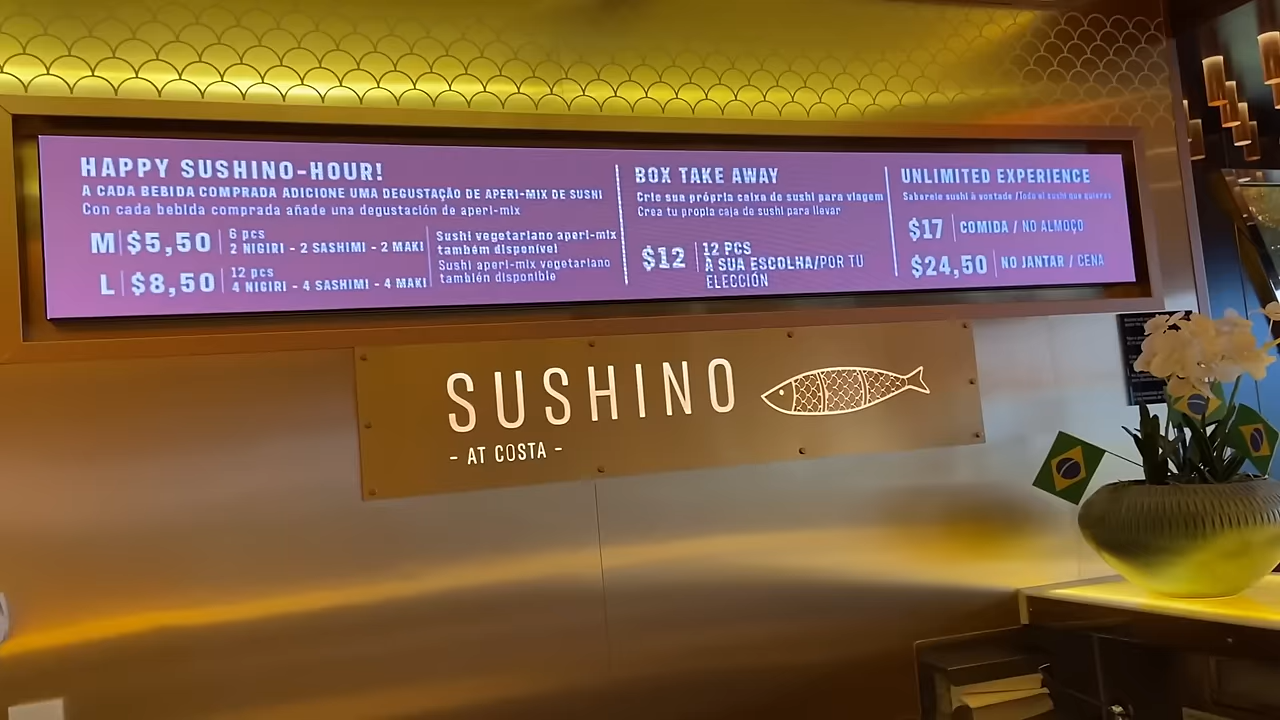 HAPPY SUSHINO-HOUR!
A CADA BEBIDA COMPRADA ADICIONE UMA DEGUSTAÇÃO DE APERI-MIX DE SUSHI
Con cada bebida comprada añade una degustación de aperi-mix
M $5,50 6 pcs
2 NIGIRI - 2 SASHIMI - 2 MAKI
L $8,50 12 pcs
4 NIGIRI - 4 SASHIMI - 4 MAKI
Sushi vegetariano aperi-mix
também disponível
Sushi aperi-mix vegetariano
también disponible
BOX TAKE AWAY
Crie sua própria caixa de sushi para viagem
Crea tu propia caja de sushi para llevar
$12 12 PCS
À SUA ESCOLHA/POR TU
ELECCIÓN
UNLIMITED EXPERIENCE
Saboreie sushi à vontade /Todo el sushi que quieras
$17 COMIDA / NO ALMOÇO
$24,50 NO JANTAR / CENA
SUSHINO
- AT COSTA -